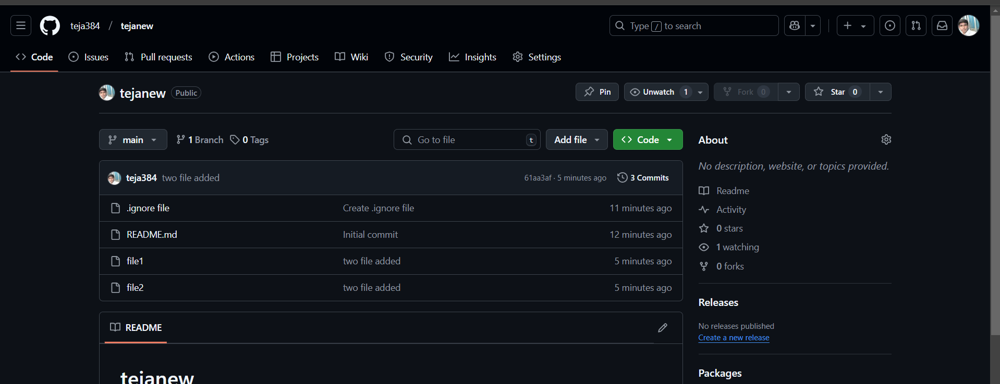 teja384 / tejanew
Type / to search
Code Issues Pull requests Actions Projects Wiki Security Insights Settings
tejanew Public
Pin Unwatch 1 Fork 0 Star 0
main 1 Branch 0 Tags Go to file t Add file Code
teja384 two file added 61aa3af · 5 minutes ago 3 Commits
.ignore file Create .ignore file 11 minutes ago
README.md Initial commit 12 minutes ago
file1 two file added 5 minutes ago
file2 two file added 5 minutes ago
README
tejanew
About
No description, website, or topics provided.
Readme
Activity
0 stars
1 watching
0 forks
Releases
No releases published
Create a new release
Packages